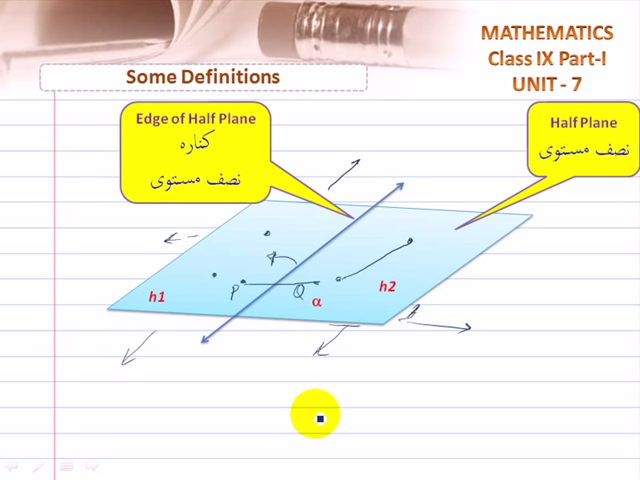 MATHEMATICS
Class IX Part-I
UNIT - 7
Some Definitions
Edge of Half Plane
کنارہ
نصف مستوی
Half Plane
نصف مستوی
P
Q
h1
α
h2